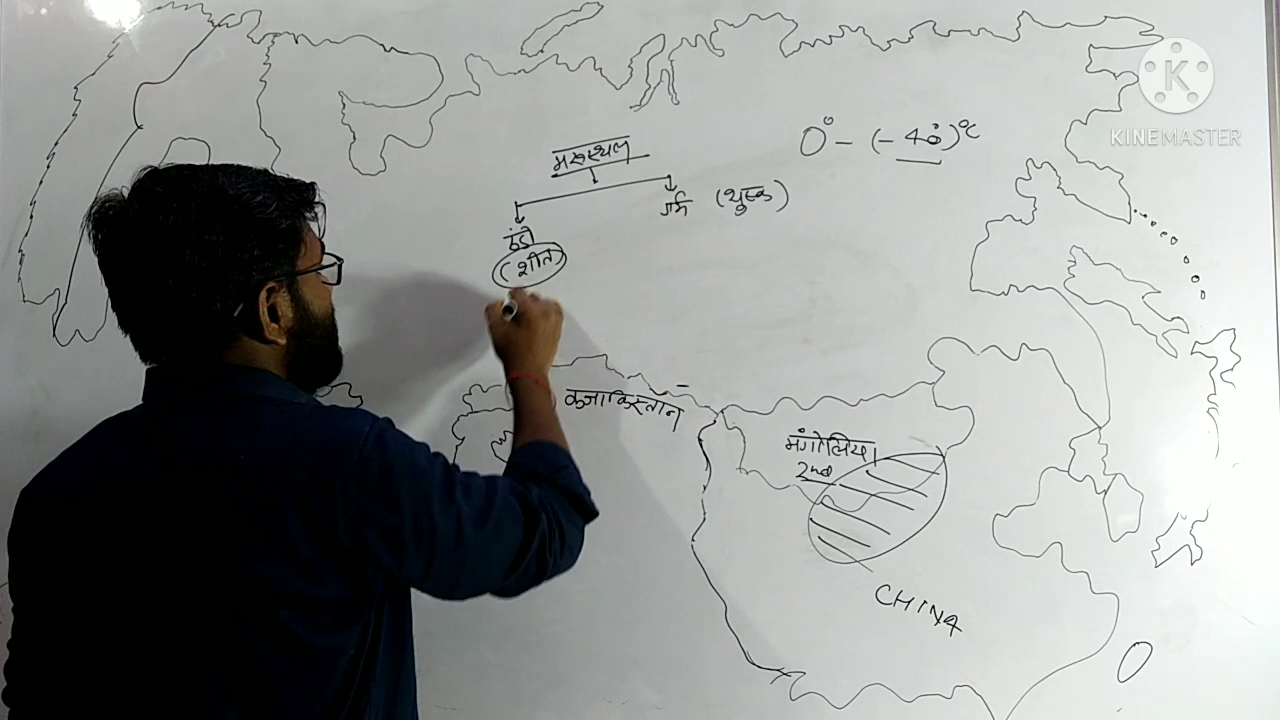 K
KINEMASTER
0° - (-40°)°C
मरुस्थल
गर्म (शुष्क)
ठंडी
(शीत)
कजाकिस्तान
मंगोलिया
2nd
CHINA